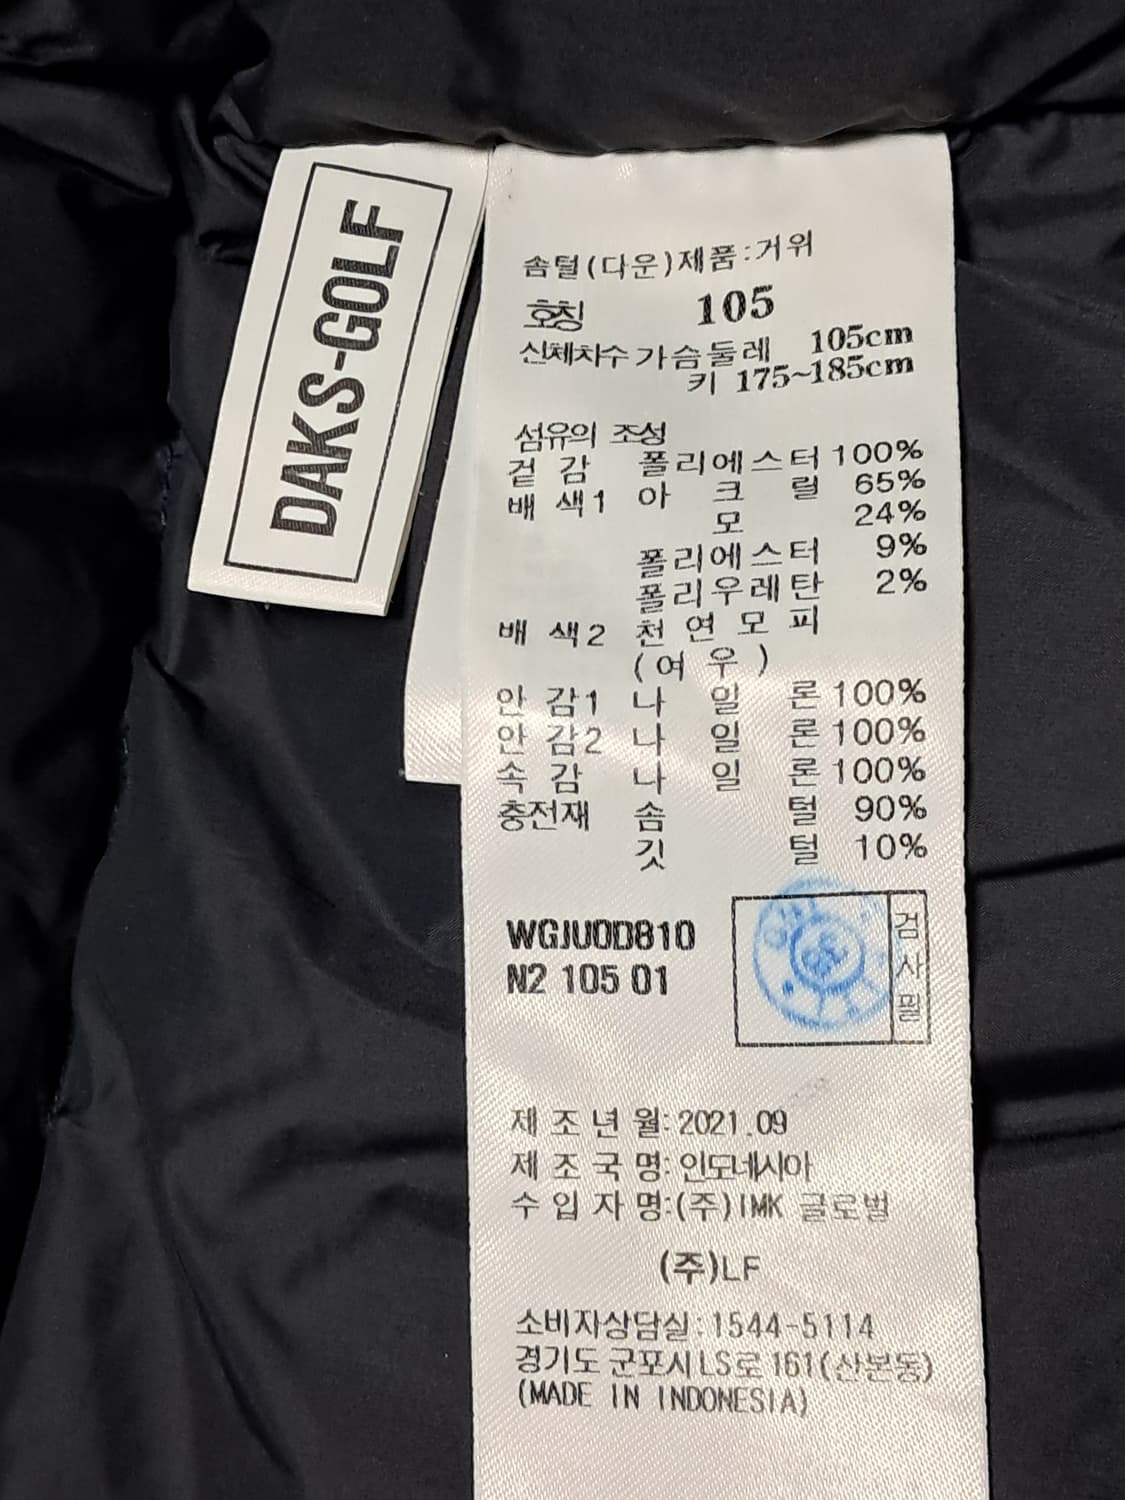 DAKS-GOLF
솜털(다운)제품:거위
호칭 105
신체치수 가슴둘레 105cm
키 175~185cm
섬유의 조성
겉감 폴리에스터 100%
배색1 아크릴 65%
모 24%
폴리에스터 9%
폴리우레탄 2%
배색2 천연모피
(여우)
안감1 나일론 100%
안감2 나일론 100%
속감 나일론 100%
충전재 솜털 90%
깃털 10%
WGJU0D810
N2 105 01
검사필
제조년월: 2021.09
제조국명: 인도네시아
수입자명:(주)IMK 글로벌
(주)LF
소비자상담실:1544-5114
경기도 군포시 LS로 161(산본동)
(MADE IN INDONESIA)